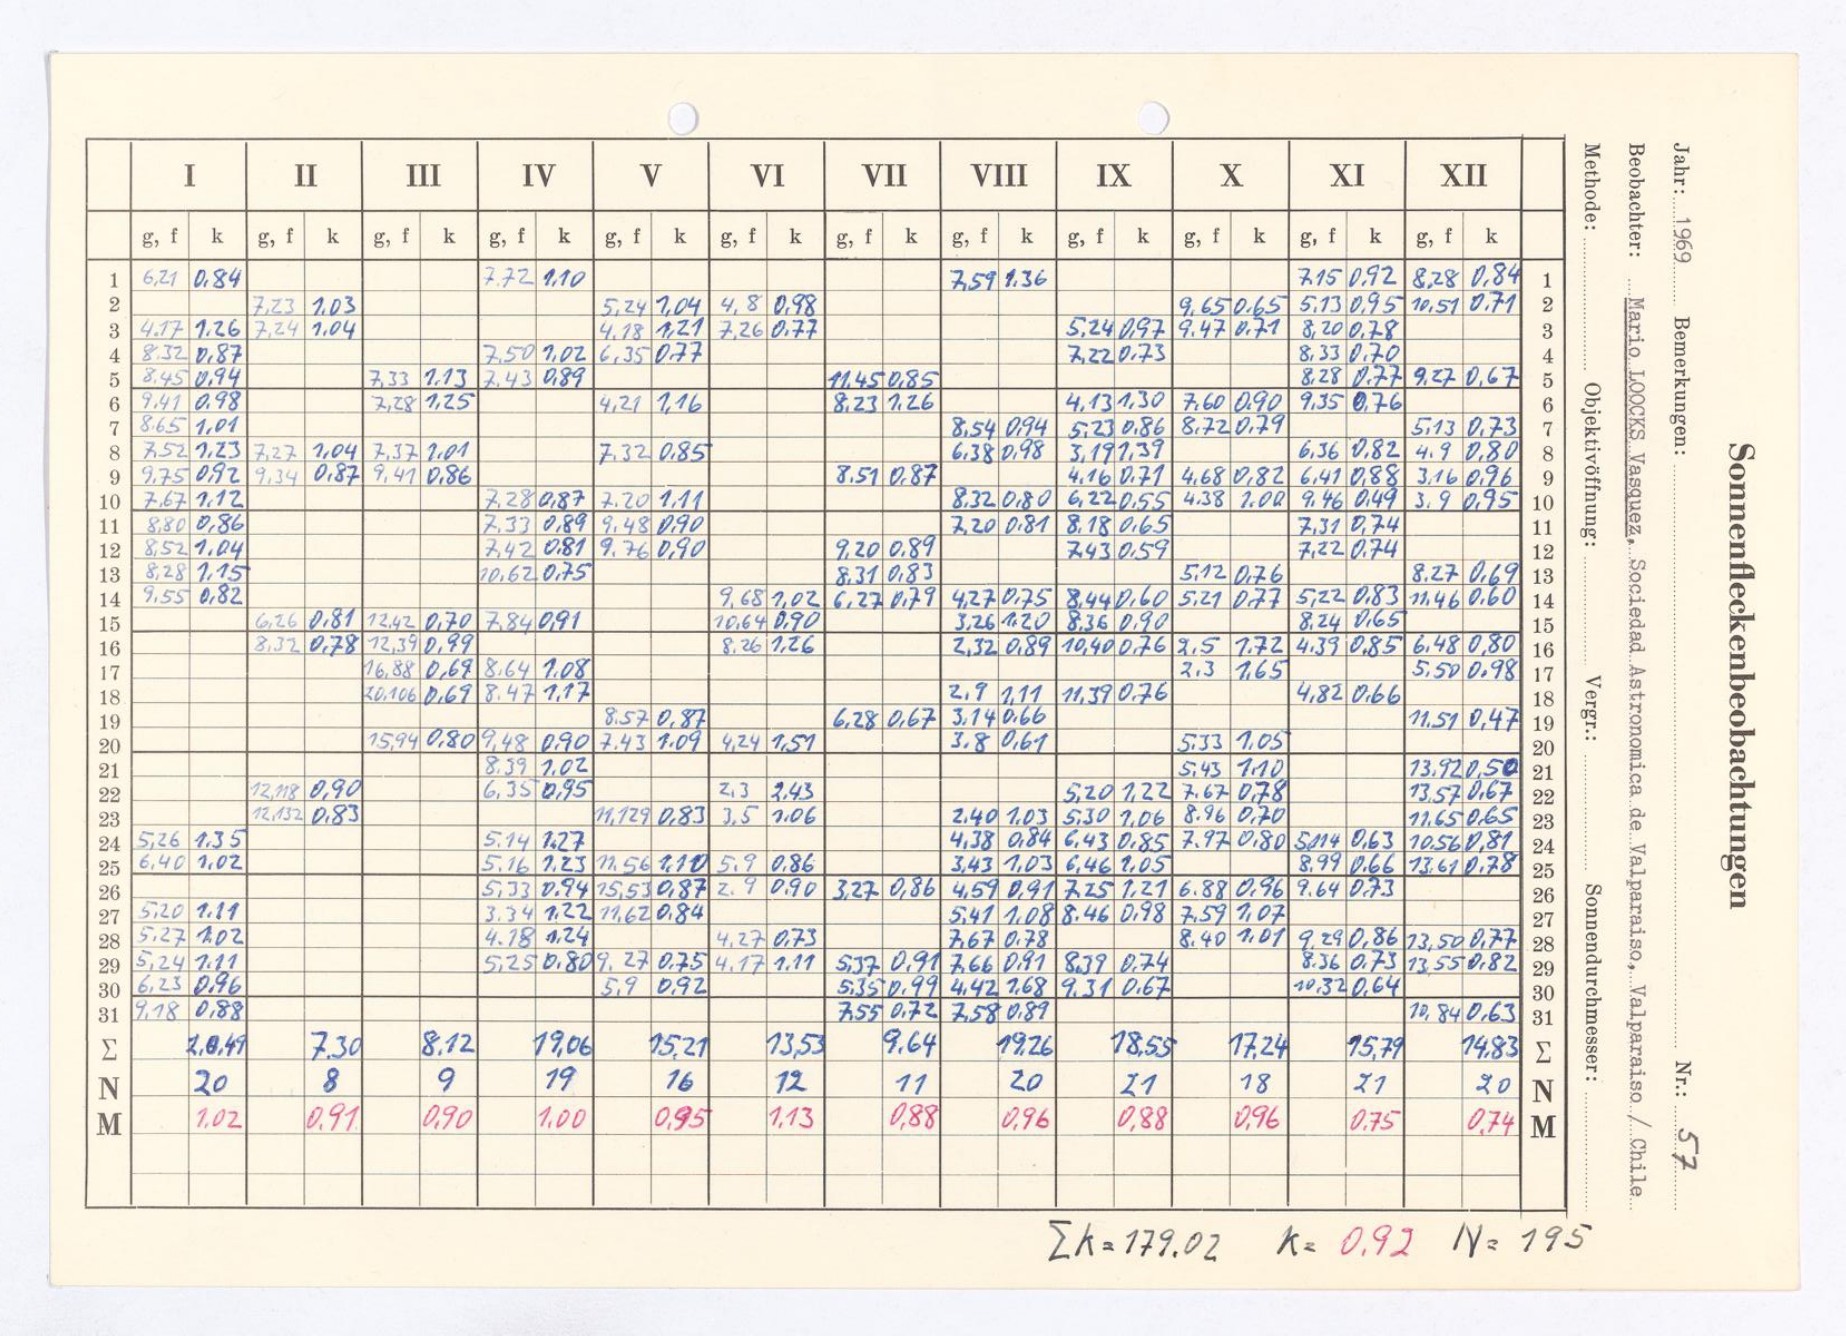 Sonnenfleckenbeobachtungen
Jahr: 1969 Bemerkungen: Nr.: 57
Beobachter: Mario LOOCKS Vasquez, Sociedad Astronomica de Valparaiso, Valparaiso / Chile
Methode: Objektivöffnung: Vergr.: Sonnendurchmesser:
I II III IV V VI VII VIII IX X XI XII
g, f k g, f k g, f k g, f k g, f k g, f k g, f k g, f k g, f k g, f k g, f k g, f k
1 6,21 0,84 7.72 1.10 7,59 1.36 7.15 0,92 8,28 0,84 1
2 7,23 1.03 5,24 1,04 4,8 0,98 9,65 0.65 5,13 0,95 10,51 0,71 2
3 4.17 1.26 7,24 1,04 4,18 1,21 7,26 0,77 5,24 0,97 9.47 0,71 8,20 0,78 3
4 8.32 0,87 7,50 1,02 6,35 0,77 7,22 0,73 8,33 0,70 4
5 8,45 0,94 7,33 1.13 7,43 0,89 11.45 0,85 8,28 0,77 9,27 0,67 5
6 9,41 0.98 7,28 1,25 4,21 1,16 8.23 1.26 4,13 1,30 7,60 0,90 9,35 0,76 6
7 8.65 1,01 8,54 0,94 5,23 0,86 8,72 0,79 5,13 0,73 7
8 7,52 1,23 7,27 1,04 7,37 1.01 7,32 0,85 6,38 0,98 3,19 1,39 6,36 0,82 4.9 0,80 8
9 9,75 0,92 9,34 0,87 9,41 0,86 8.51 0,87 4.16 0,71 4.68 0,82 6,41 0,88 3,16 0,96 9
10 7,67 1,12 7,28 0,87 7,20 1,11 8,32 0,80 6,22 0,55 4.38 1.00 9,46 0,49 3,9 0,95 10
11 8,80 0,86 7,33 0,89 9,48 0,90 7,20 0,81 8,18 0,65 7,31 0,74 11
12 8,52 1.04 7,42 0,81 9,76 0,90 9,20 0,89 7,43 0,59 7,22 0,74 12
13 8,28 1,15 10,62 0,75 8,31 0,83 5,12 0,76 8.27 0,69 13
14 9,55 0,82 9,68 1,02 6,27 0,79 4,27 0,75 8,44 0,60 5,21 0,77 5,22 0,83 11,46 0.60 14
15 6,26 0,81 12,42 0,70 7,84 0,91 10,64 0,90 3,26 1.20 8,36 0,90 8,24 0,65 15
16 8,32 0,78 12,39 0,99 8,26 1,26 2,32 0,89 10,40 0,76 2,5 1,72 4,39 0,85 6.48 0,80 16
17 16,88 0,69 8,64 1,08 2.3 1,65 5,50 0,98 17
18 20,106 0,69 8,47 1,17 2,9 1,11 11,39 0,76 4,82 0,66 18
19 8.57 0,87 6,28 0,67 3,14 0,66 11,51 0,47 19
20 15,94 0,80 9,48 0,90 7.43 1.09 4,24 1,51 3.8 0,61 5,33 1,05 20
21 8,39 1,02 5,43 1,10 13,92 0,50 21
22 12,118 0,90 6,35 0,95 2,3 2,43 5,20 1,22 7.67 0,78 13,57 0,67 22
23 12,132 0,83 11,129 0,83 3,5 1.06 2.40 1,03 5,30 1,06 8.96 0,70 11,65 0,65 23
24 5,26 1.35 5.14 1,27 4,38 0,84 6,43 0,85 7.97 0,80 5,114 0,63 10.56 0,81 24
25 6,40 1,02 5.16 1,23 11,56 1,10 5,9 0,86 3,43 1,03 6,46 1,05 8,99 0,66 13,61 0,78 25
26 5,33 0.94 15,53 0,87 2.9 0,90 3,27 0,86 4,59 0,91 7,25 1,21 6.88 0,96 9.64 0,73 26
27 5,20 1.11 3.34 1,22 11,62 0,84 5,41 1,08 8.46 0,98 7,59 1,07 27
28 5,27 1,02 4.18 1,24 4,27 0,73 7,67 0,78 8.40 1,01 9,29 0,86 13,50 0,77 28
29 5,24 1.11 5,25 0,80 9,27 0,75 4,17 1.11 5,37 0,91 7,66 0,91 8,39 0,74 8.36 0,73 13,55 0,82 29
30 6,23 0,96 5,9 0,92 5,35 0,99 4,42 1,68 9.31 0,67 10,32 0,64 30
31 9,18 0,88 7,55 0,72 7,58 0,89 10,84 0,63 31
Σ 7.30 8.12 19,06 15,21 13,53 9.64 19.26 18,55 17,24 15,79 14,83 Σ
N 20 8 9 19 16 12 11 20 21 18 21 20 N
M 1,02 0,91 0,90 1,00 0,95 1,13 0,88 0,96 0,88 0,96 0.75 0,74 M
Σk=179.02 k= 0,92 N= 195